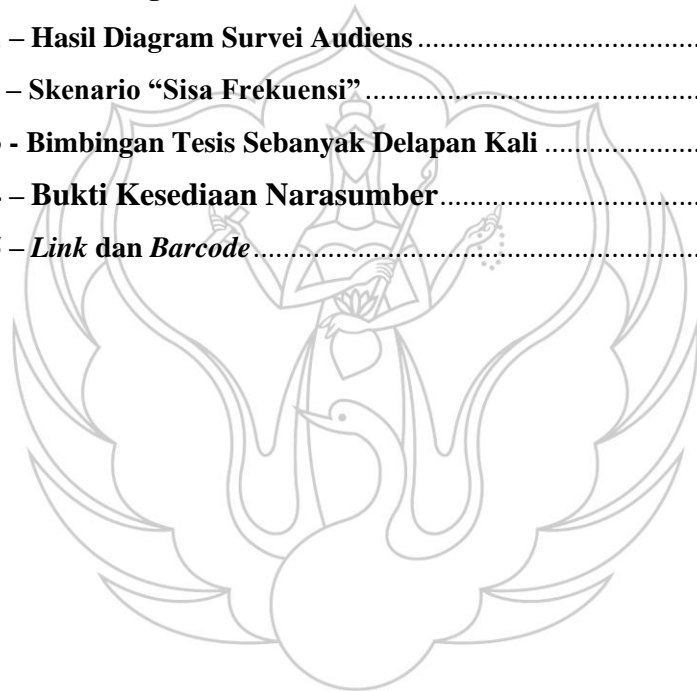 – Hasil Diagram Survei Audiens
– Skenario “Sisa Frekuensi”
- Bimbingan Tesis Sebanyak Delapan Kali
– Bukti Kesediaan Narasumber
– Link dan Barcode